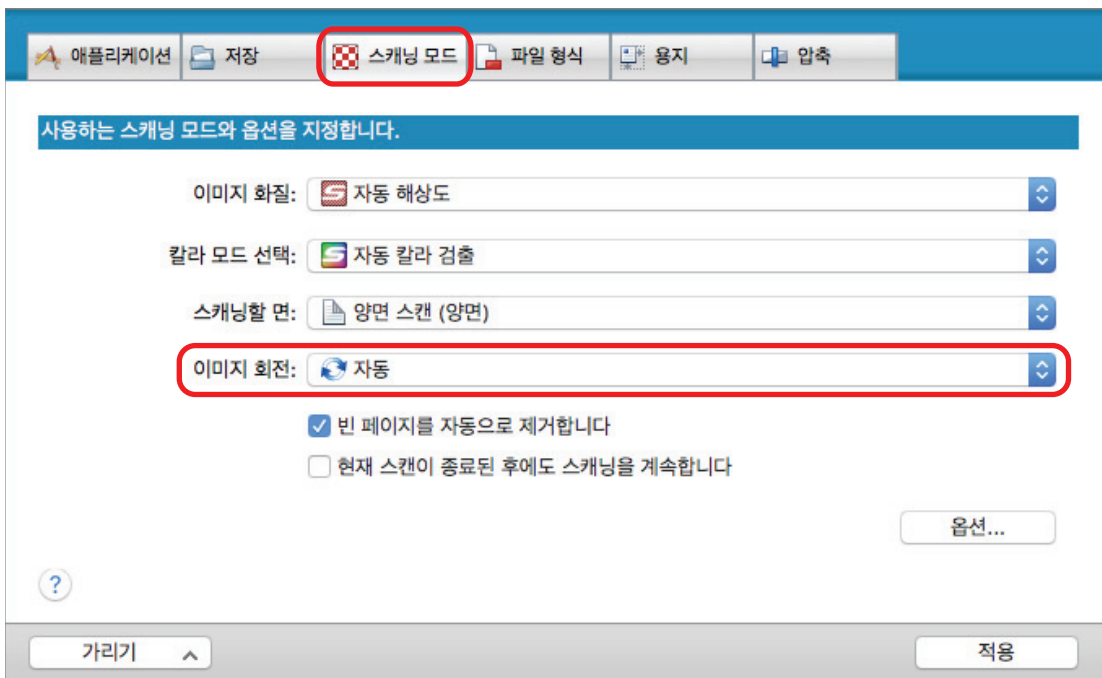 애플리케이션 저장 스캐닝 모드 파일 형식 용지 압축
사용하는 스캐닝 모드와 옵션을 지정합니다.
이미지 화질: 자동 해상도
칼라 모드 선택: 자동 칼라 검출
스캐닝할 면: 양면 스캔 (양면)
이미지 회전: 자동
빈 페이지를 자동으로 제거합니다
현재 스캔이 종료된 후에도 스캐닝을 계속합니다
옵션...
?
가리기 적용